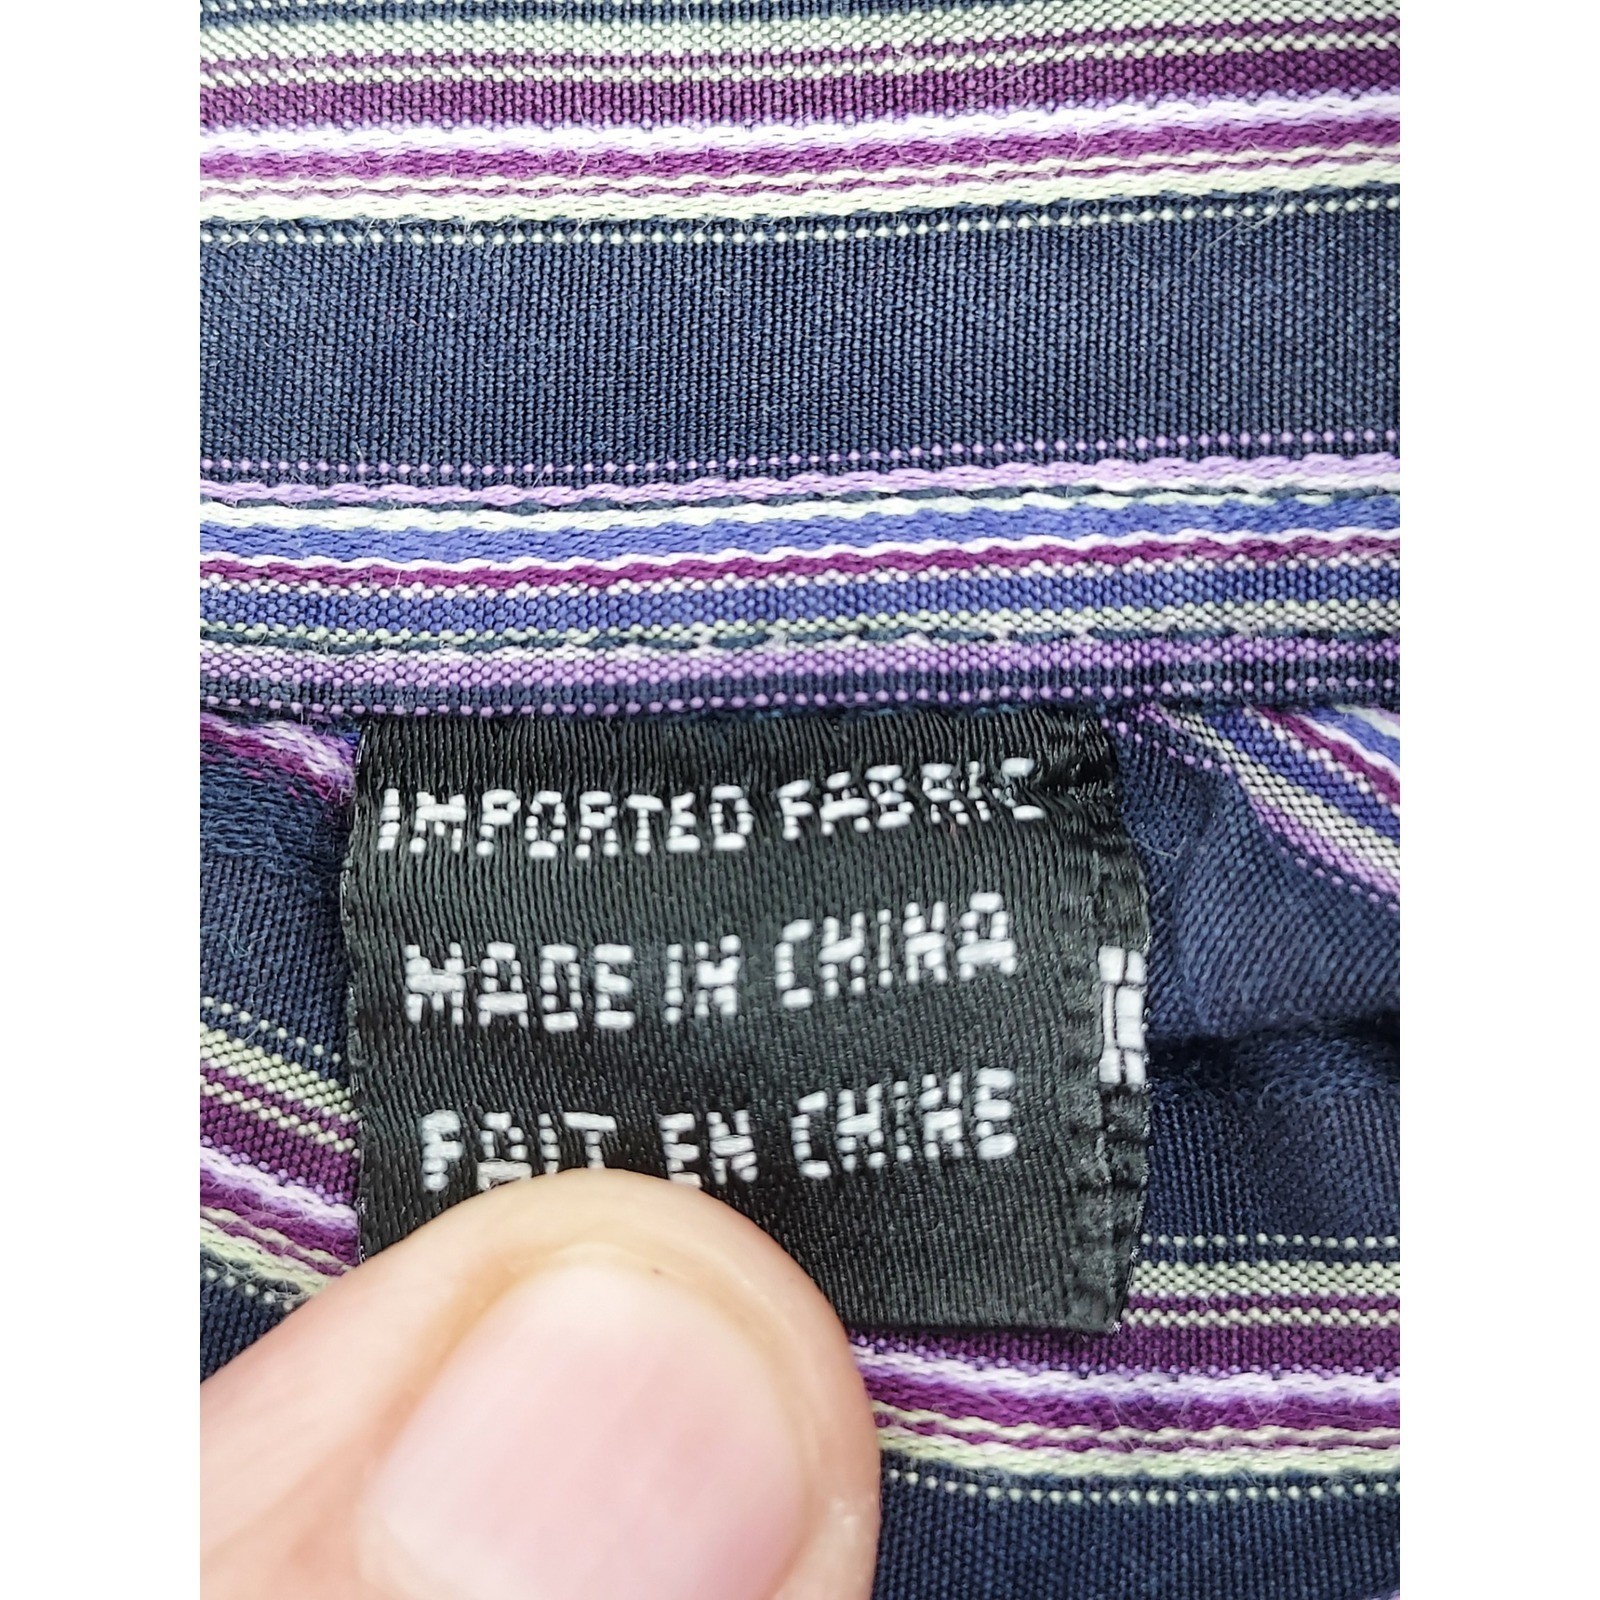 IMPORTED FABRIC
MADE IN CHINA
FAIT EN CHINE